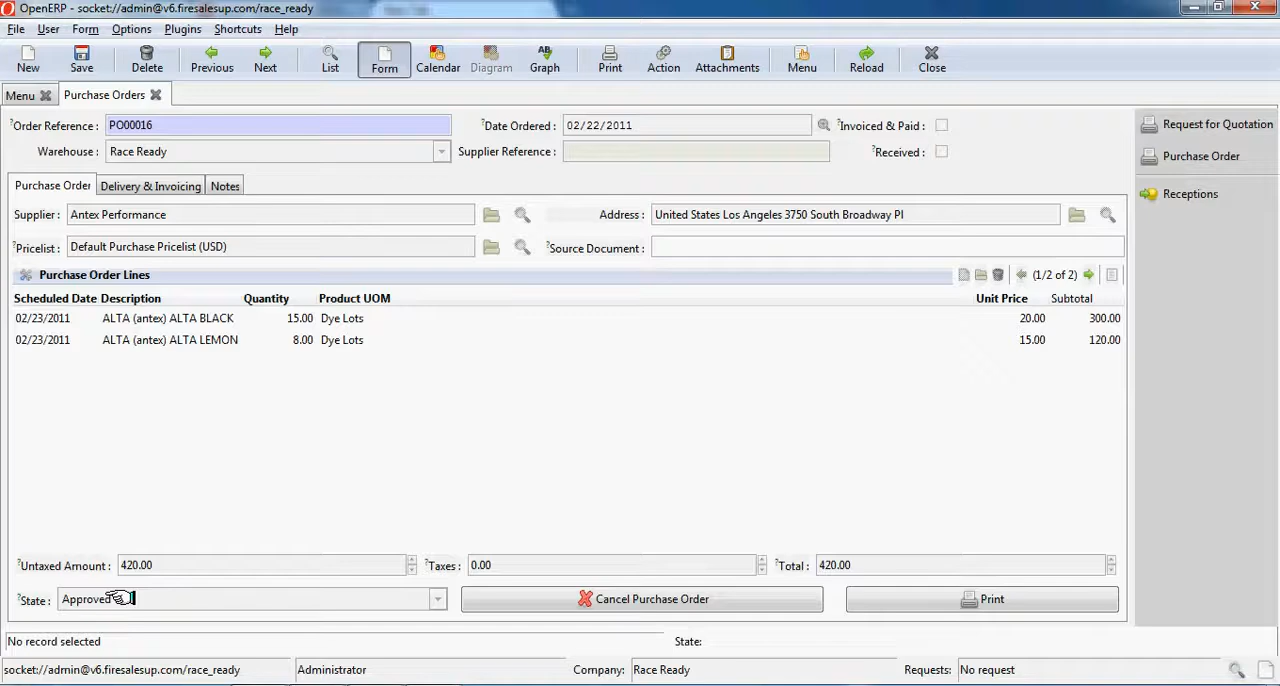 OpenERP - socket://admin@v6.firesalesup.com/race_ready
File User Form Options Plugins Shortcuts Help
New Save Delete Previous Next List Form Calendar Diagram Graph Print Action Attachments Menu Reload Close
Menu Purchase Orders
?Order Reference : PO00016 ?Date Ordered : 02/22/2011 ?Invoiced & Paid : Request for Quotation
Warehouse : Race Ready Supplier Reference : ?Received : Purchase Order
Purchase Order Delivery & Invoicing Notes Receptions
Supplier : Antex Performance Address : United States Los Angeles 3750 South Broadway Pl
?Pricelist : Default Purchase Pricelist (USD) ?Source Document :
Purchase Order Lines (1/2 of 2)
Scheduled Date Description Quantity Product UOM Unit Price Subtotal
02/23/2011 ALTA (antex) ALTA BLACK 15.00 Dye Lots 20.00 300.00
02/23/2011 ALTA (antex) ALTA LEMON 8.00 Dye Lots 15.00 120.00
?Untaxed Amount : 420.00 ?Taxes : 0.00 ?Total : 420.00
?State : Approved Cancel Purchase Order Print
No record selected State:
socket://admin@v6.firesalesup.com/race_ready Administrator Company: Race Ready Requests: No request